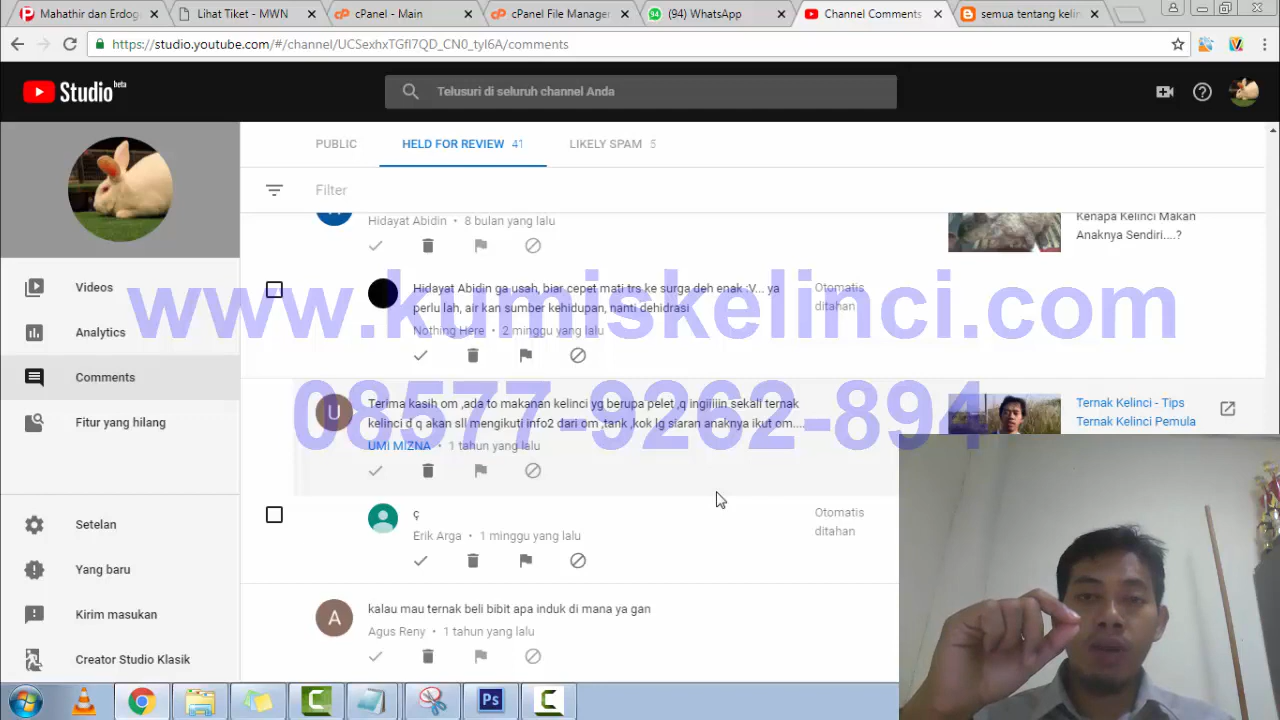 Mahathir dan Erdog
Lihat Tiket - MWN
cPanel - Main
cPanel File Manager
(94) WhatsApp
Channel Comments
semua tentang kelin
https://studio.youtube.com/#/channel/UCSexhxTGfI7QD_CN0_tyI6A/comments
Studio beta
Telusuri di seluruh channel Anda
PUBLIC
HELD FOR REVIEW 41
LIKELY SPAM 5
Filter
Hidayat Abidin • 8 bulan yang lalu
Kenapa Kelinci Makan
Anaknya Sendiri....?
Videos
Analytics
Comments
Fitur yang hilang
Setelan
Yang baru
Kirim masukan
Creator Studio Klasik
Hidayat Abidin ga usah, biar cepet mati trs ke surga deh enak :V... ya
perlu lah, air kan sumber kehidupan, nanti dehidrasi
Nothing Here • 2 minggu yang lalu
Otomatis
ditahan
www.kumiskelinci.com
08577-9262-894
U
Terima kasih om ,ada to makanan kelinci yg berupa pelet ,q ingiiiiin sekali ternak
kelinci d q akan sll mengikuti info2 dari om ,tank ,kok lg siaran anaknya ikut om....
UMI MIZNA • 1 tahun yang lalu
Ternak Kelinci - Tips
Ternak Kelinci Pemula
ç
Erik Arga • 1 minggu yang lalu
Otomatis
ditahan
A
kalau mau ternak beli bibit apa induk di mana ya gan
Agus Reny • 1 tahun yang lalu
Ps